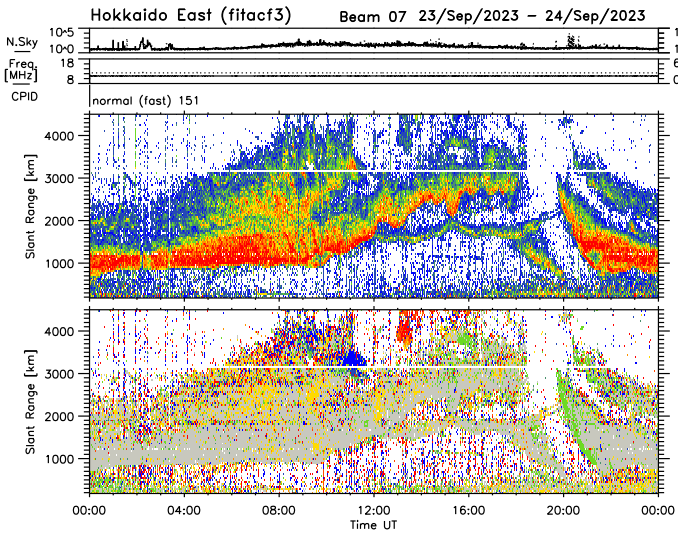 Hokkaido East (fitacf3) Beam 07 23/Sep/2023 - 24/Sep/2023
N.Sky 10^5 10^0
Freq. [MHz] 18 8
CPID normal (fast) 151
Slant Range [km] 4000 3000 2000 1000
Slant Range [km] 4000 3000 2000 1000
00:00 04:00 08:00 12:00 16:00 20:00 00:00
Time UT